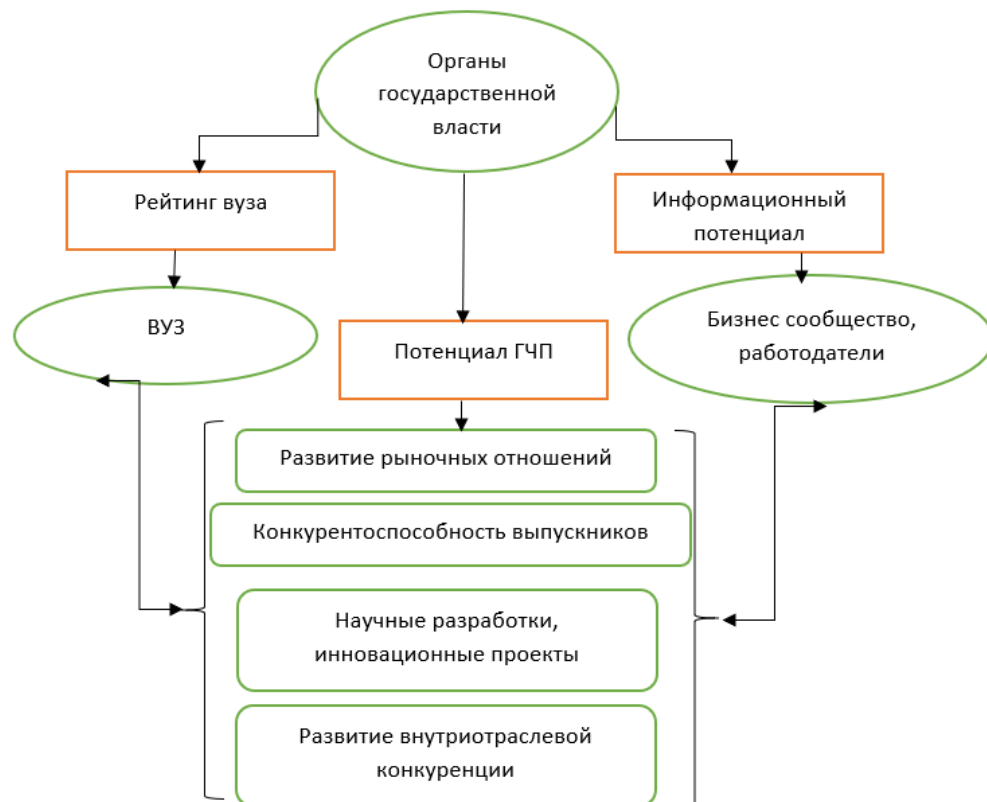 Органы
государственной
власти
Рейтинг вуза
Информационный
потенциал
ВУЗ
Потенциал ГЧП
Бизнес сообщество,
работодатели
Развитие рыночных отношений
Конкурентоспособность выпускников
Научные разработки,
инновационные проекты
Развитие внутриотраслевой
конкуренции